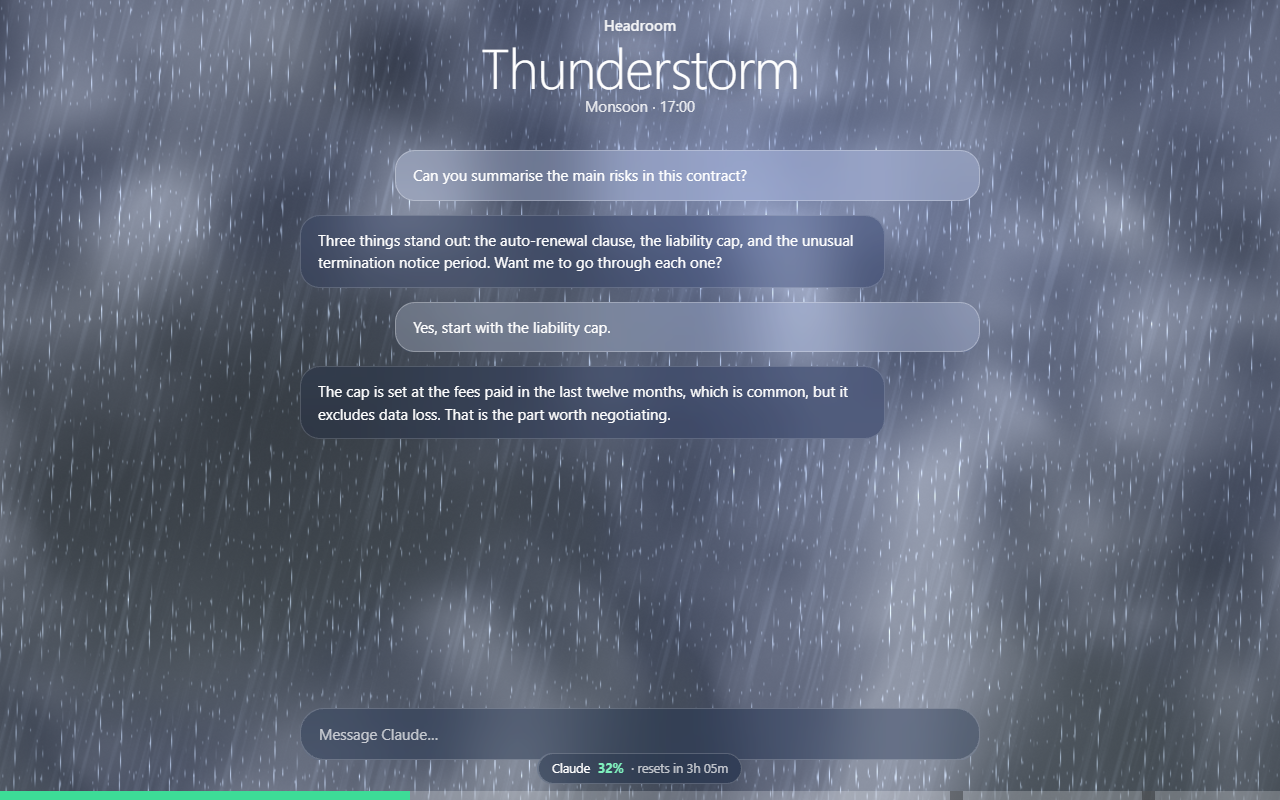 Headroom
Thunderstorm
Monsoon · 17:00
Can you summarise the main risks in this contract?
Three things stand out: the auto-renewal clause, the liability cap, and the unusual
termination notice period. Want me to go through each one?
Yes, start with the liability cap.
The cap is set at the fees paid in the last twelve months, which is common, but it
excludes data loss. That is the part worth negotiating.
Message Claude...
Claude 32% · resets in 3h 05m